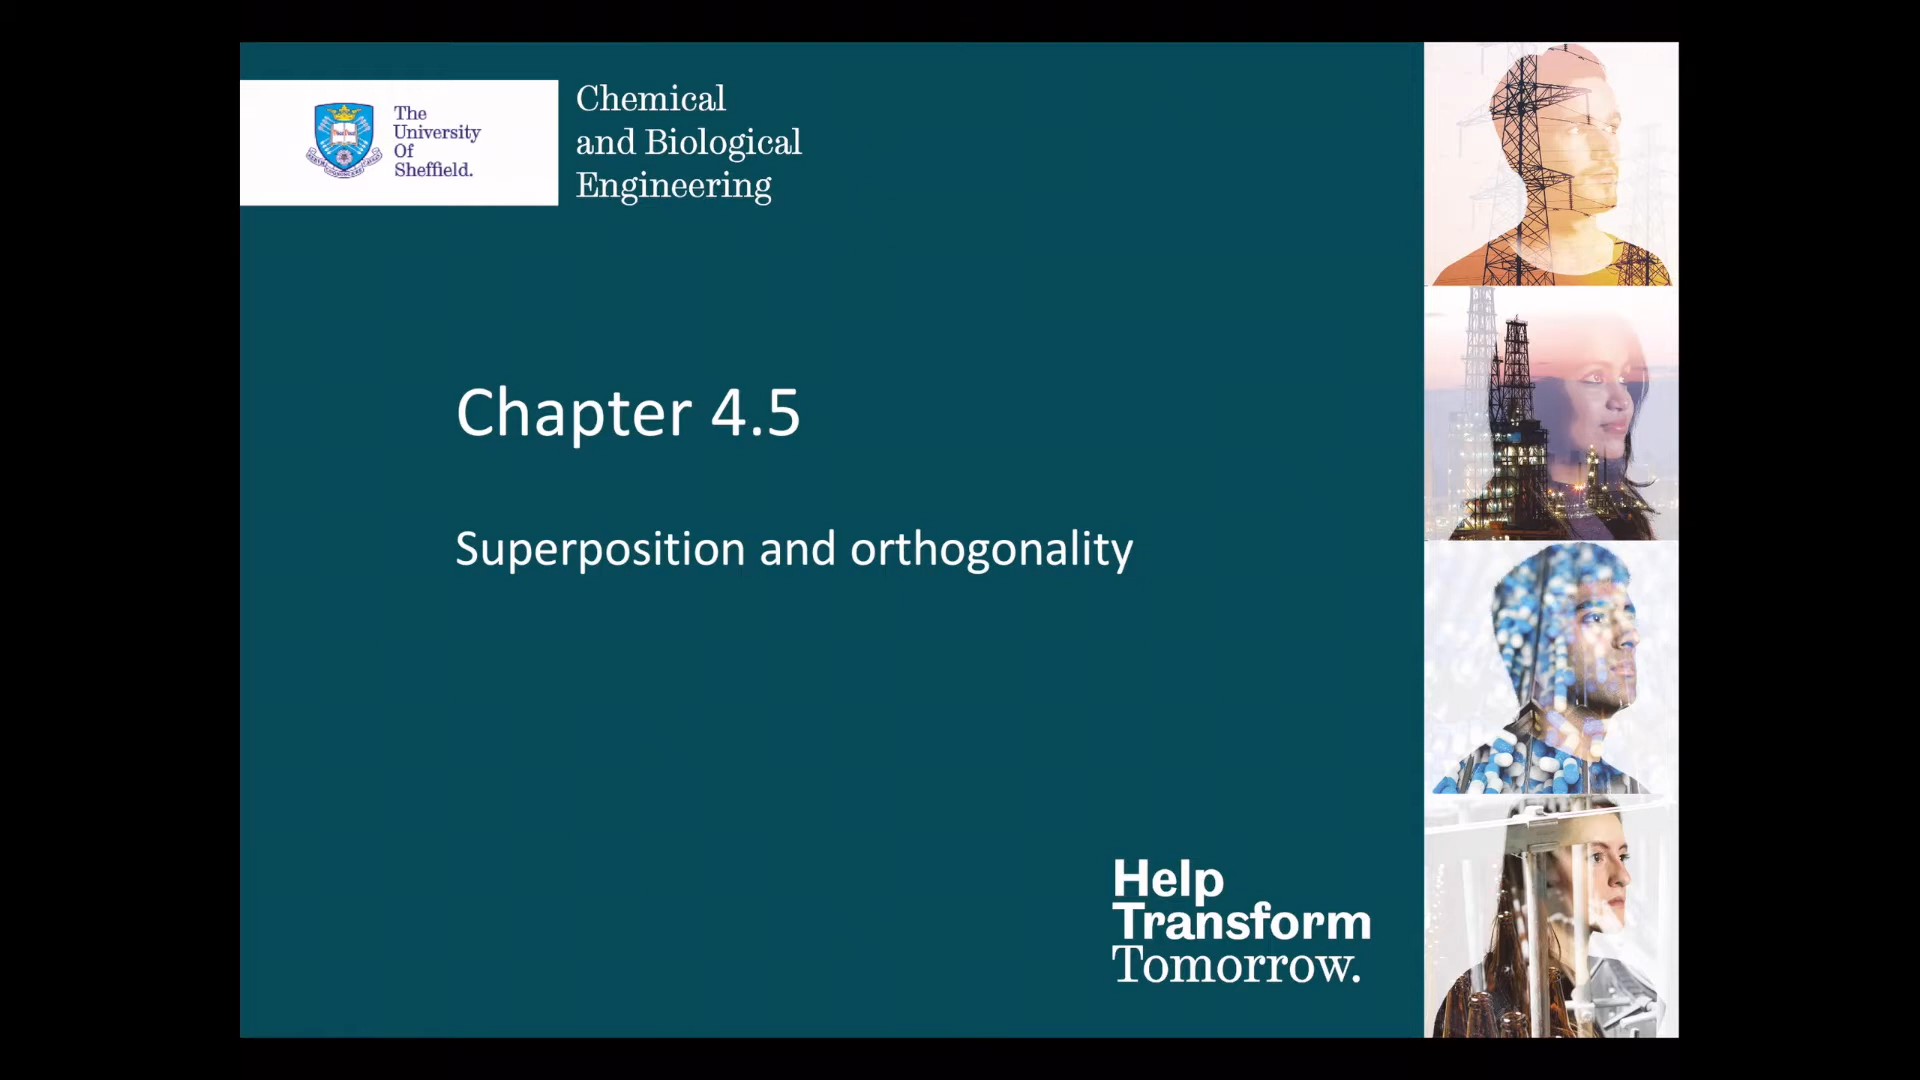 The
University
Of
Sheffield.
Chemical
and Biological
Engineering
Chapter 4.5
Superposition and orthogonality
Help
Transform
Tomorrow.